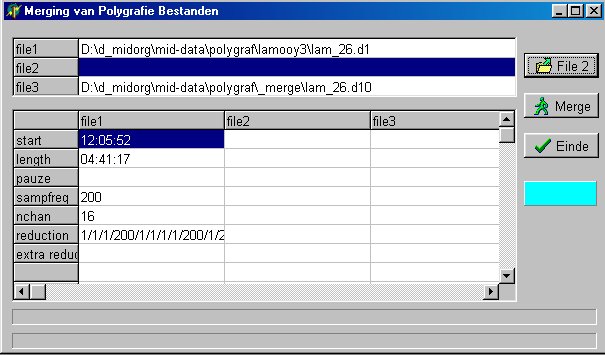 Merging van Polygrafie Bestanden
file1 D:\d_midorg\mid-data\polygraf\lamooy3\lam_26.d1
file2
file3 D:\d_midorg\mid-data\polygraf\_merge\lam_26.d10
File 2
Merge
Einde
file1 file2 file3
start 12:05:52
length 04:41:17
pauze
sampfreq 200
nchan 16
reduction 1/1/1/200/1/1/1/1/200/1/2
extra reduc